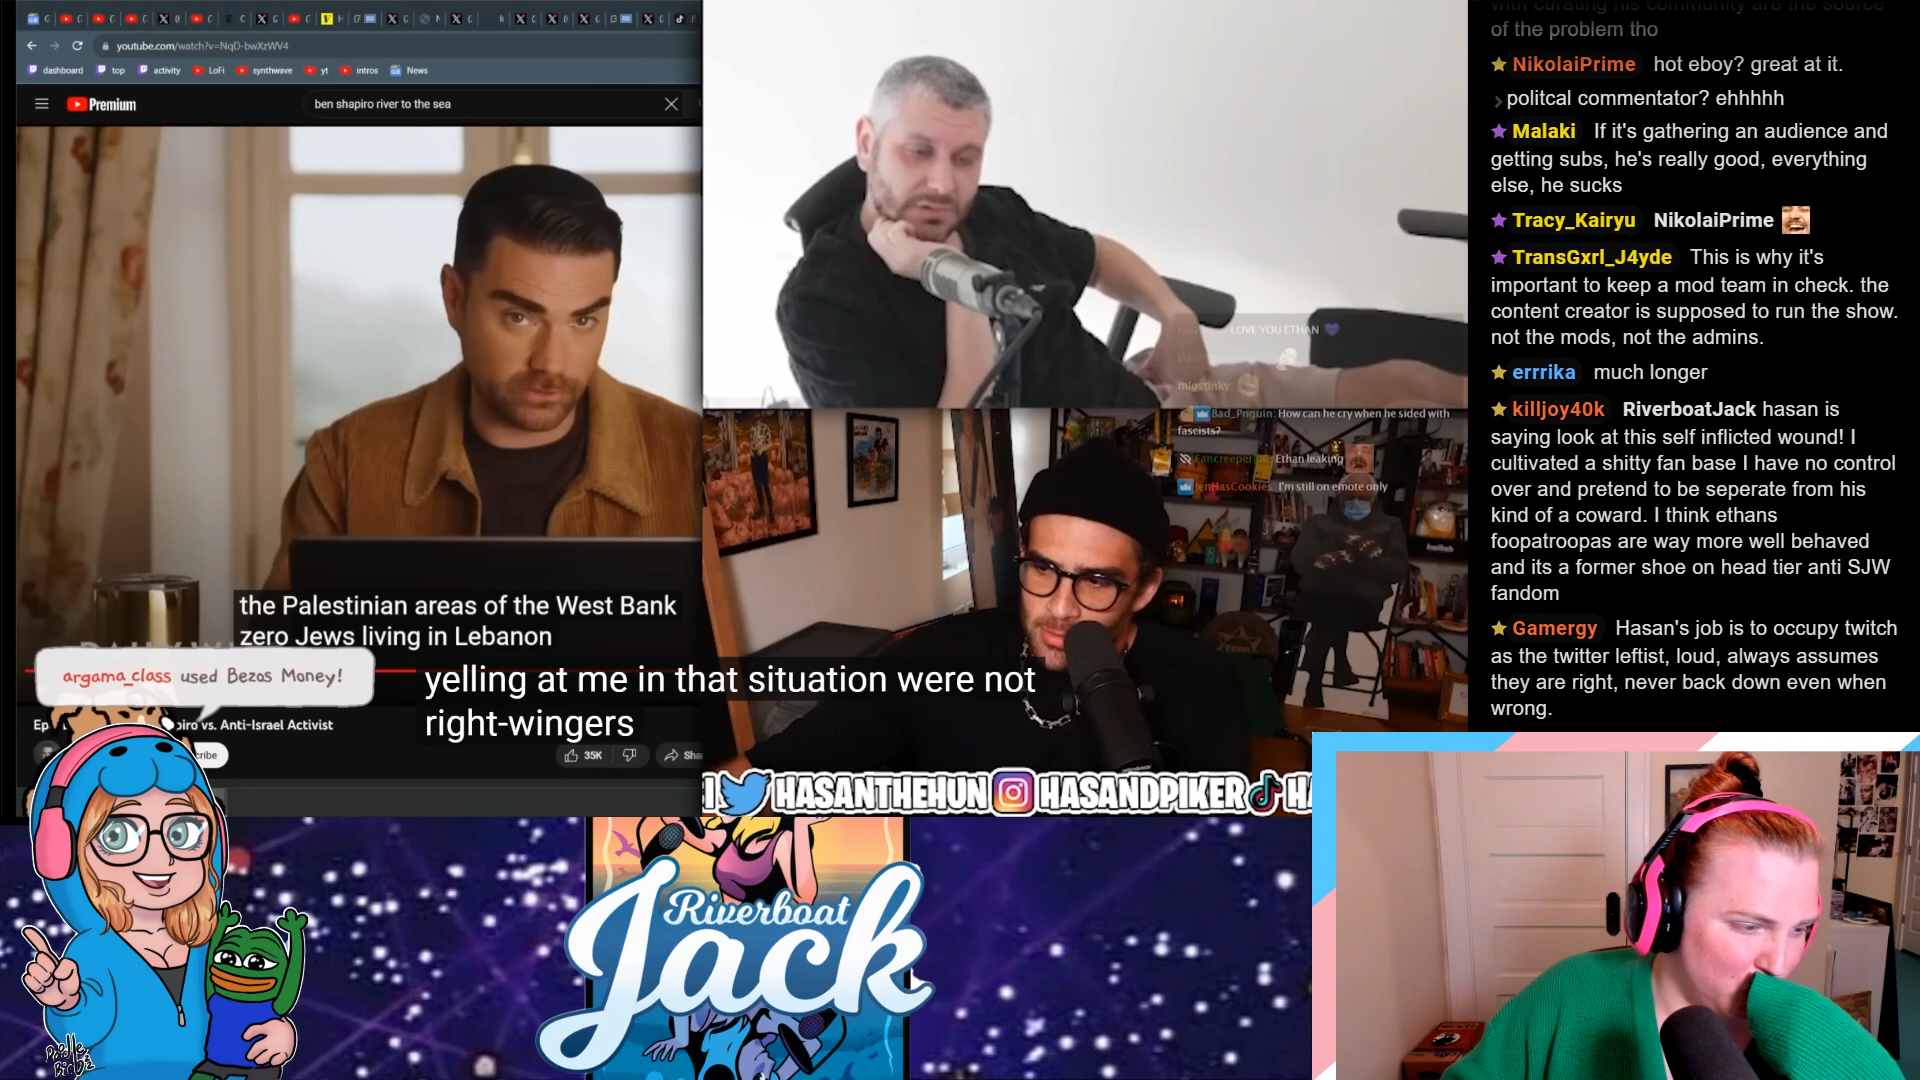 youtube.com/watch?v=NqD-bwXzWV4
dashboard top activity LoFi synthwave yt intros News
Premium
ben shapiro river to the sea
the Palestinian areas of the West Bank
zero Jews living in Lebanon
argama_class used Bezos Money!
yelling at me in that situation were not
right-wingers
vs. Anti-Israel Activist
35K
LOVE YOU ETHAN
migstinky:
Bad_Pnguin: How can he cry when he sided with
fascists?
Ethan leaking
JenHasCookies: I'm still on emote only
HASANTHEHUN HASANDPIKER
Riverboat
Jack
with curating his community are the source
of the problem tho
NikolaiPrime hot eboy? great at it.
politcal commentator? ehhhhh
Malaki If it's gathering an audience and
getting subs, he's really good, everything
else, he sucks
Tracy_Kairyu NikolaiPrime
TransGxrl_J4yde This is why it's
important to keep a mod team in check. the
content creator is supposed to run the show.
not the mods, not the admins.
errrika much longer
killjoy40k RiverboatJack hasan is
saying look at this self inflicted wound! I
cultivated a shitty fan base I have no control
over and pretend to be seperate from his
kind of a coward. I think ethans
foopatroopas are way more well behaved
and its a former shoe on head tier anti SJW
fandom
Gamergy Hasan's job is to occupy twitch
as the twitter leftist, loud, always assumes
they are right, never back down even when
wrong.